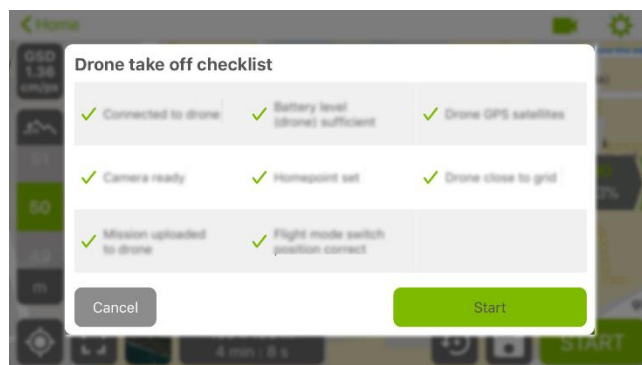 Home
GSD
1.36
cm/px
Drone take off checklist
Connected to drone
Battery level
(drone) sufficient
Drone GPS satellites
Camera ready
Homepoint set
Drone close to grid
50
Mission uploaded
to drone
Flight mode switch
position correct
m
Cancel
Start
4 min : 8 s
START